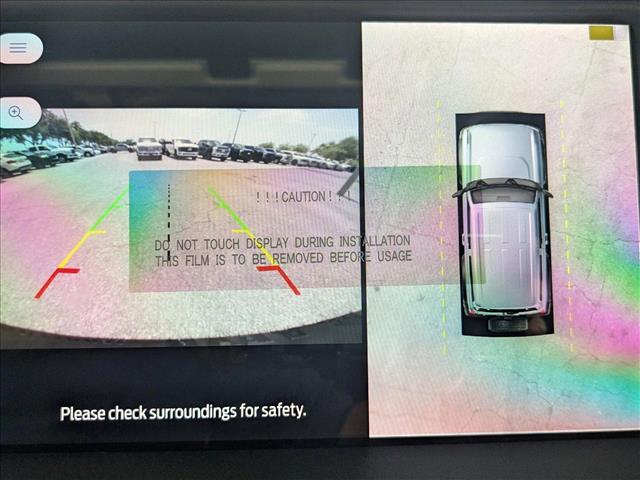 ! ! ! CAUTION ! ! !
DO NOT TOUCH DISPLAY DURING INSTALLATION
THIS FILM IS TO BE REMOVED BEFORE USAGE
Please check surroundings for safety.